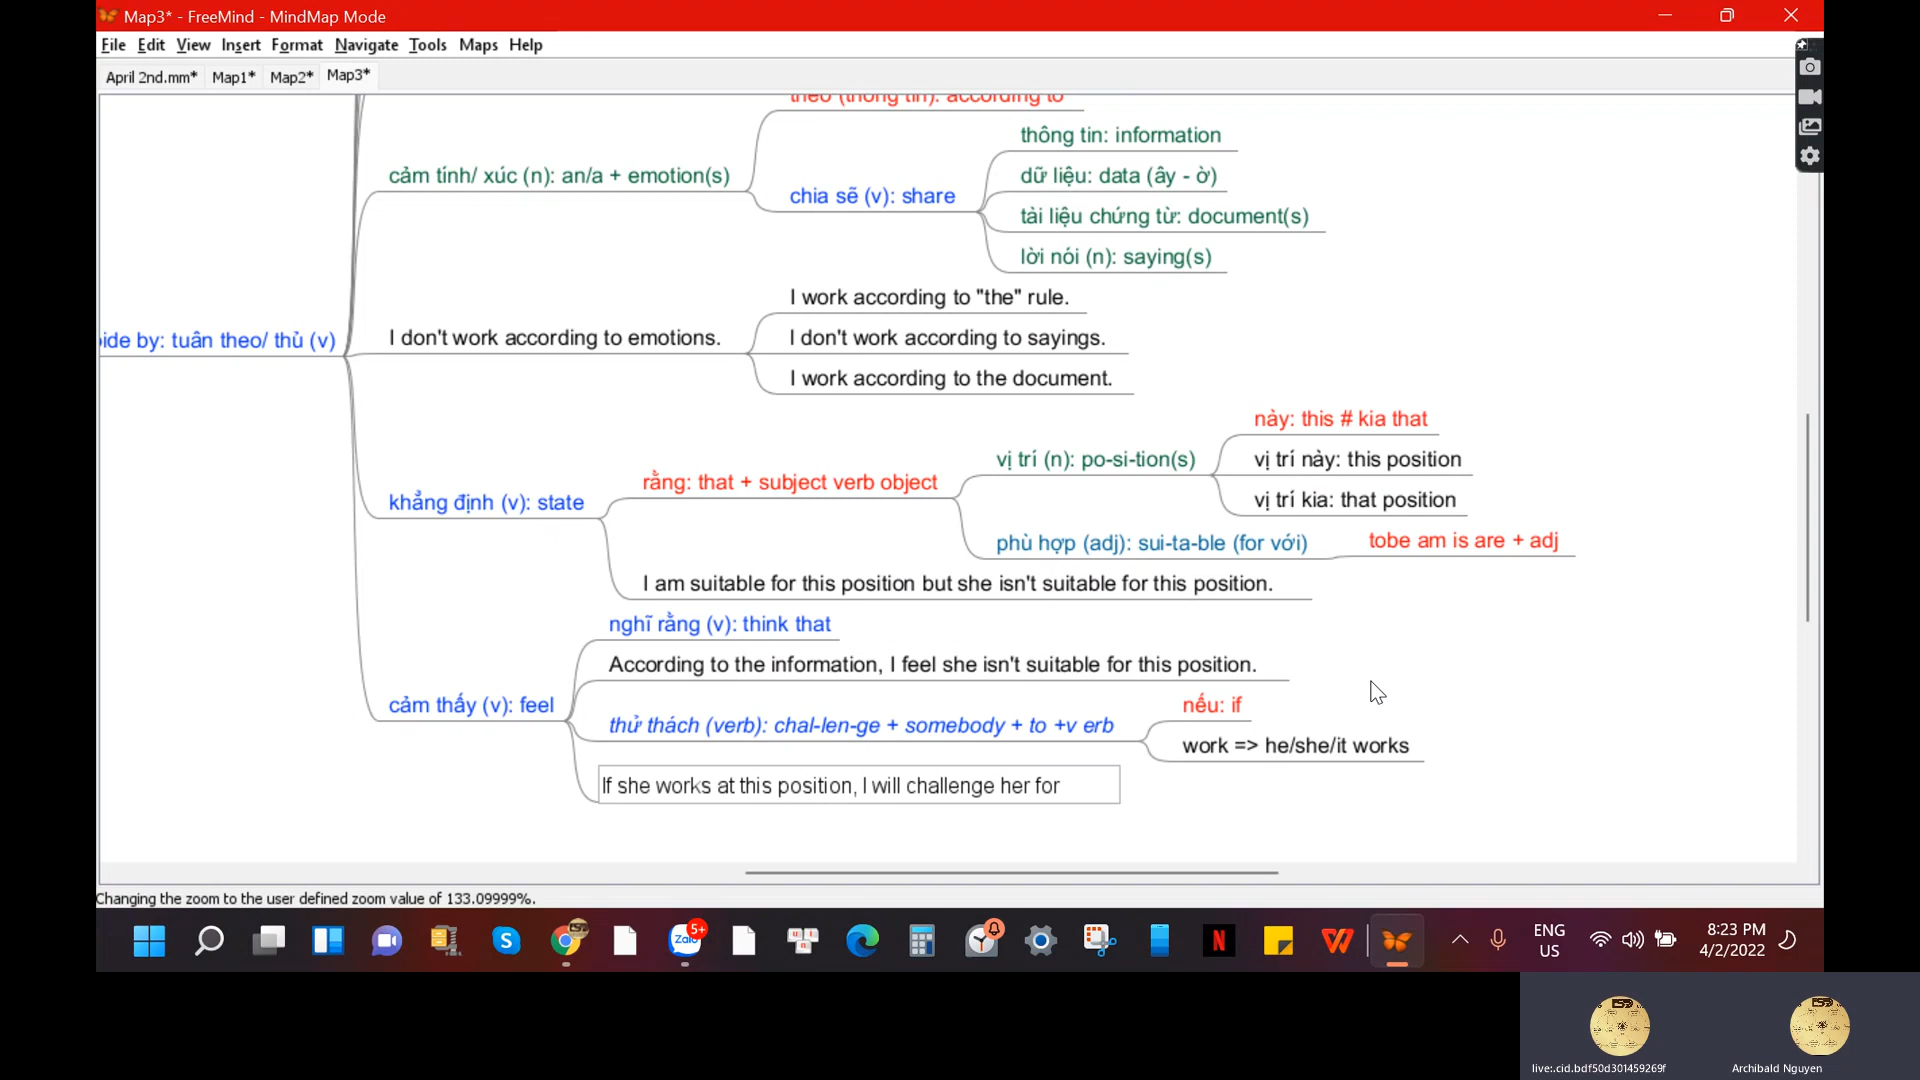 Map3* - FreeMind - MindMap Mode
File Edit View Insert Format Navigate Tools Maps Help
April 2nd.mm* Map1* Map2* Map3*
theo (thông tin): according to
thông tin: information
cảm tính/ xúc (n): an/a + emotion(s)
dữ liệu: data (ây - ờ)
chia sẽ (v): share
tài liệu chứng từ: document(s)
lời nói (n): saying(s)
I work according to "the" rule.
ide by: tuân theo/ thủ (v)
I don't work according to emotions.
I don't work according to sayings.
I work according to the document.
này: this # kia that
vị trí (n): po-si-tion(s)
vị trí này: this position
rằng: that + subject verb object
khẳng định (v): state
vị trí kia: that position
phù hợp (adj): sui-ta-ble (for với)
tobe am is are + adj
I am suitable for this position but she isn't suitable for this position.
nghĩ rằng (v): think that
According to the information, I feel she isn't suitable for this position.
cảm thấy (v): feel
nếu: if
thử thách (verb): chal-len-ge + somebody + to +v erb
work => he/she/it works
If she works at this position, I will challenge her for
Changing the zoom to the user defined zoom value of 133.09999%.
5+
Zalo
ENG
US
8:23 PM
4/2/2022
live:.cid.bdf50d301459269f
Archibald Nguyen